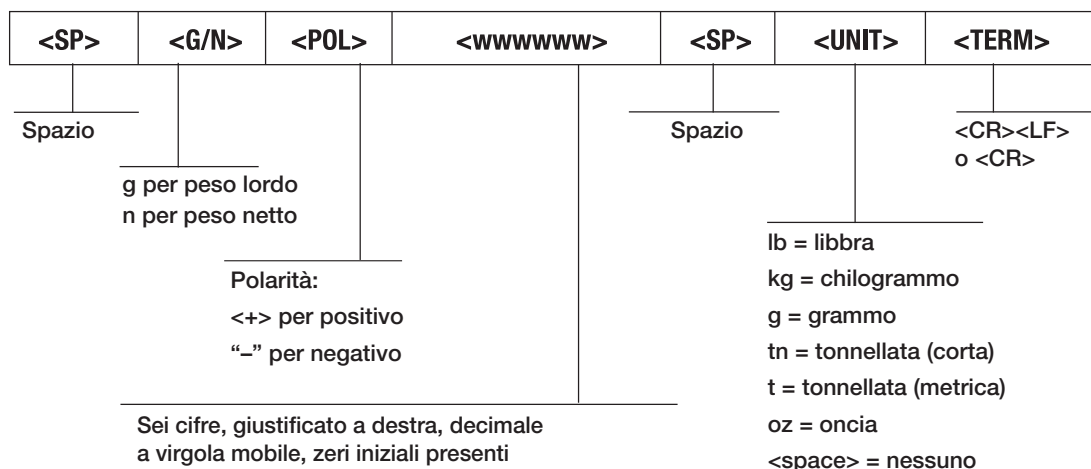 <SP> <G/N> <POL> <wwwwww> <SP> <UNIT> <TERM>
Spazio
g per peso lordo
n per peso netto
Polarità:
<+> per positivo
“–” per negativo
Sei cifre, giustificato a destra, decimale
a virgola mobile, zeri iniziali presenti
Spazio
lb = libbra
kg = chilogrammo
g = grammo
tn = tonnellata (corta)
t = tonnellata (metrica)
oz = oncia
<space> = nessuno
<CR><LF>
o <CR>